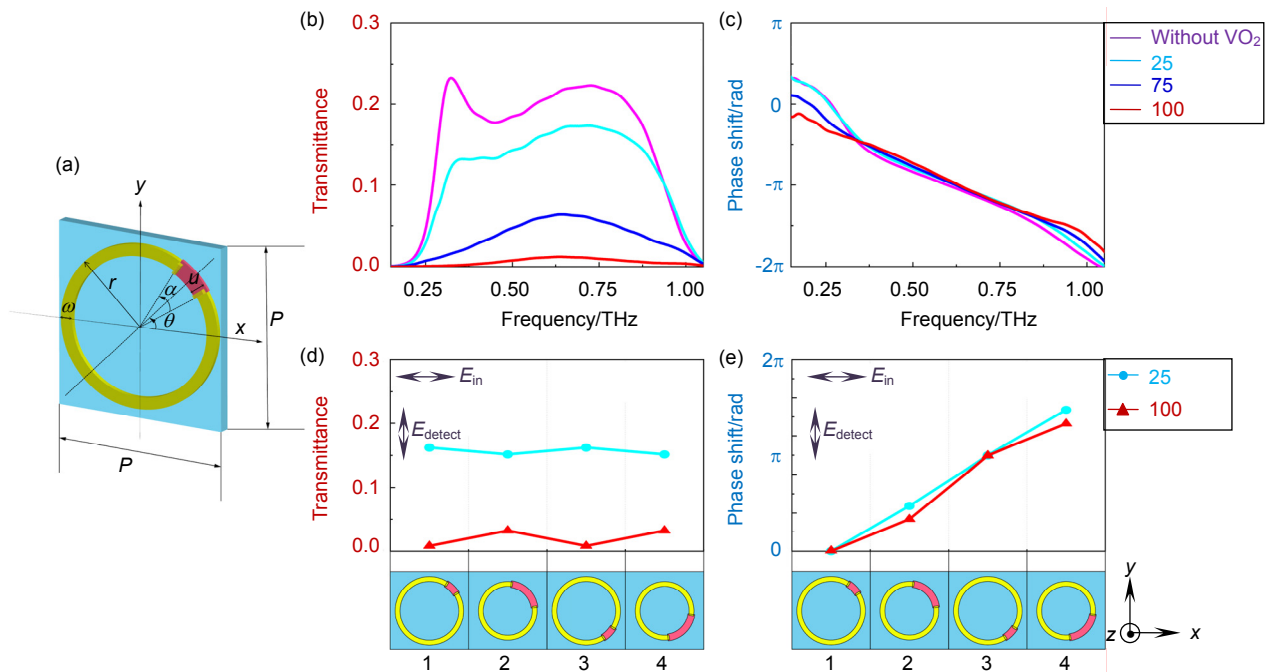 (a)
y
r
u
α
θ
ω
x
P
P
(b)
0.3
0.2
0.1
0.0
Transmittance
0.25 0.50 0.75 1.00
Frequency/THz
(c)
π
0
-π
-2π
Phase shift/rad
0.25 0.50 0.75 1.00
Frequency/THz
Without VO₂
25
75
100
(d)
0.3
0.2
0.1
0.0
Transmittance
E_in
E_detect
1 2 3 4
(e)
2π
π
0
Phase shift/rad
E_in
E_detect
1 2 3 4
25
100
y
z
x